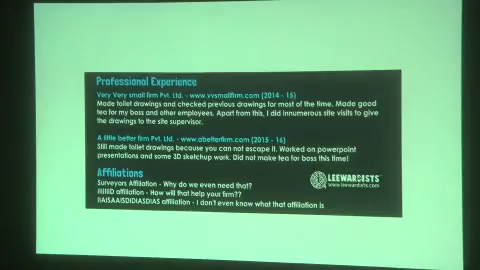 Professional Experience
Very Very small firm Pvt. Ltd. - www.vvsmallfirm.com (2014 - 15)
Made toilet drawings and checked previous drawings for most of the time. Made good
tea for my boss and other employees. Apart from this, I did innumerous site visits to give
the drawings to the site supervisor.
A little better firm Pvt. Ltd. - www.abetterfirm.com (2015 - 16)
Still made toilet drawings because you can not escape it. Worked on powerpoint
presentations and some 3D sketchup work. Did not make tea for boss this time!
Affiliations
Surveyors Affiliation - Why do we even need that?
IIIIIIID affiliation - How will that help your firm??
IIAISAAISDIDIASDIAS affiliation - I don't even know what that affiliation is
LEEWARDISTS
www.leewardists.com